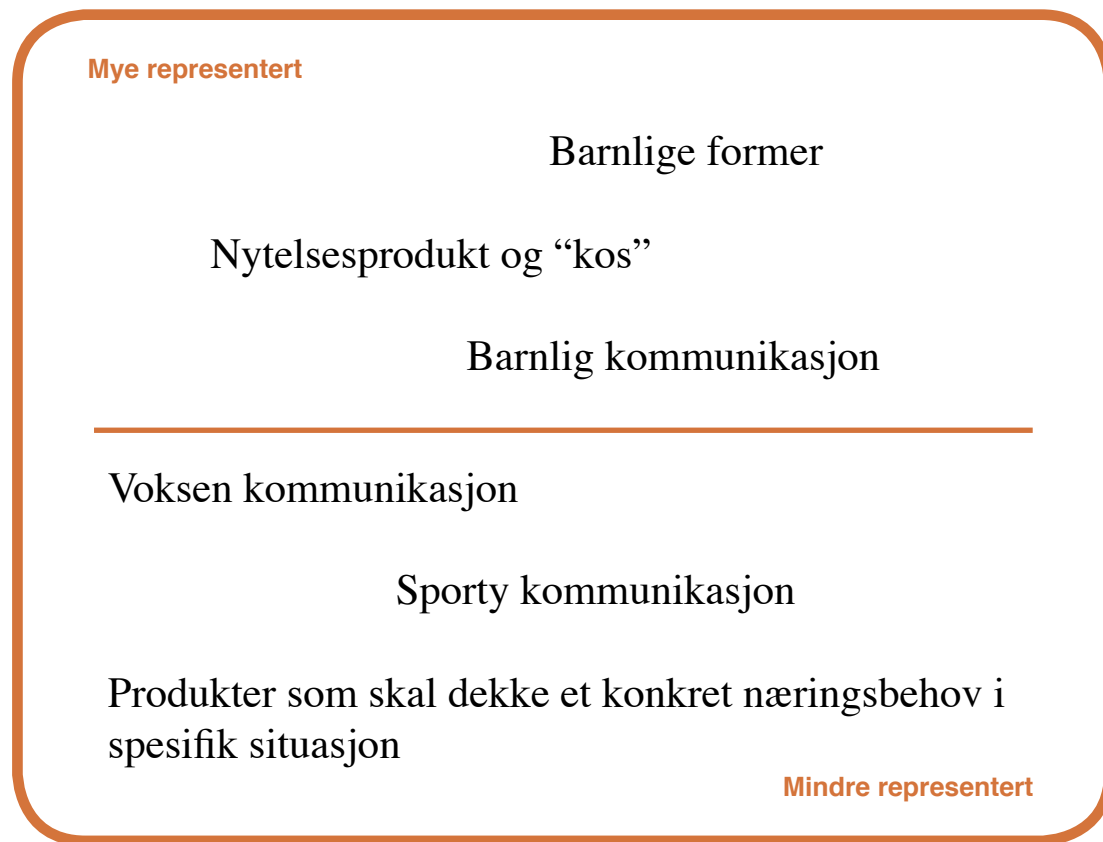 Mye representert
Barnlige former
Nytelsesprodukt og “kos”
Barnlig kommunikasjon
Voksen kommunikasjon
Sporty kommunikasjon
Produkter som skal dekke et konkret næringsbehov i
spesifik situasjon
Mindre representert